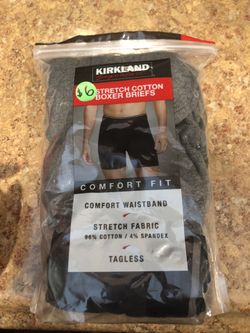 KIRKLAND
$6
STRETCH COTTON
BOXER BRIEFS
COMFORT FIT
COMFORT WAISTBAND
STRETCH FABRIC
96% COTTON / 4% SPANDEX
TAGLESS